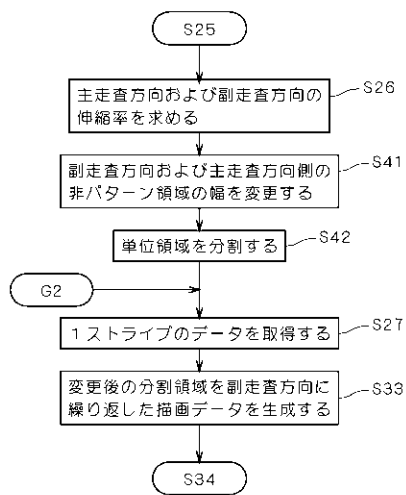 S25
主走査方向および副走査方向の
伸縮率を求める
S26
副走査方向および主走査方向側の
非パターン領域の幅を変更する
S41
単位領域を分割する
S42
G2
1ストライプのデータを取得する
S27
変更後の分割領域を副走査方向に
繰り返した描画データを生成する
S33
S34